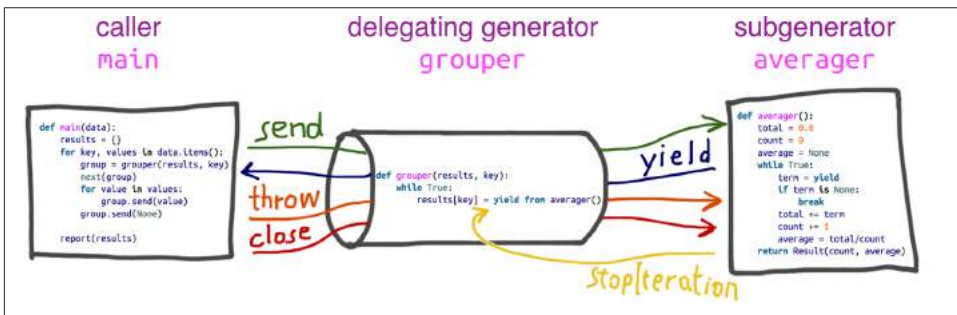 caller
main
delegating generator
grouper
subgenerator
averager
def main(data):
    results = {}
    for key, values in data.items():
        group = grouper(results, key)
        next(group)
        for value in values:
            group.send(value)
        group.send(None)

    report(results)
send
throw
close
def grouper(results, key):
    while True:
        results[key] = yield from averager()
yield
StopIteration
def averager():
    total = 0.0
    count = 0
    average = None
    while True:
        term = yield
        if term is None:
            break
        total += term
        count += 1
        average = total/count
    return Result(count, average)